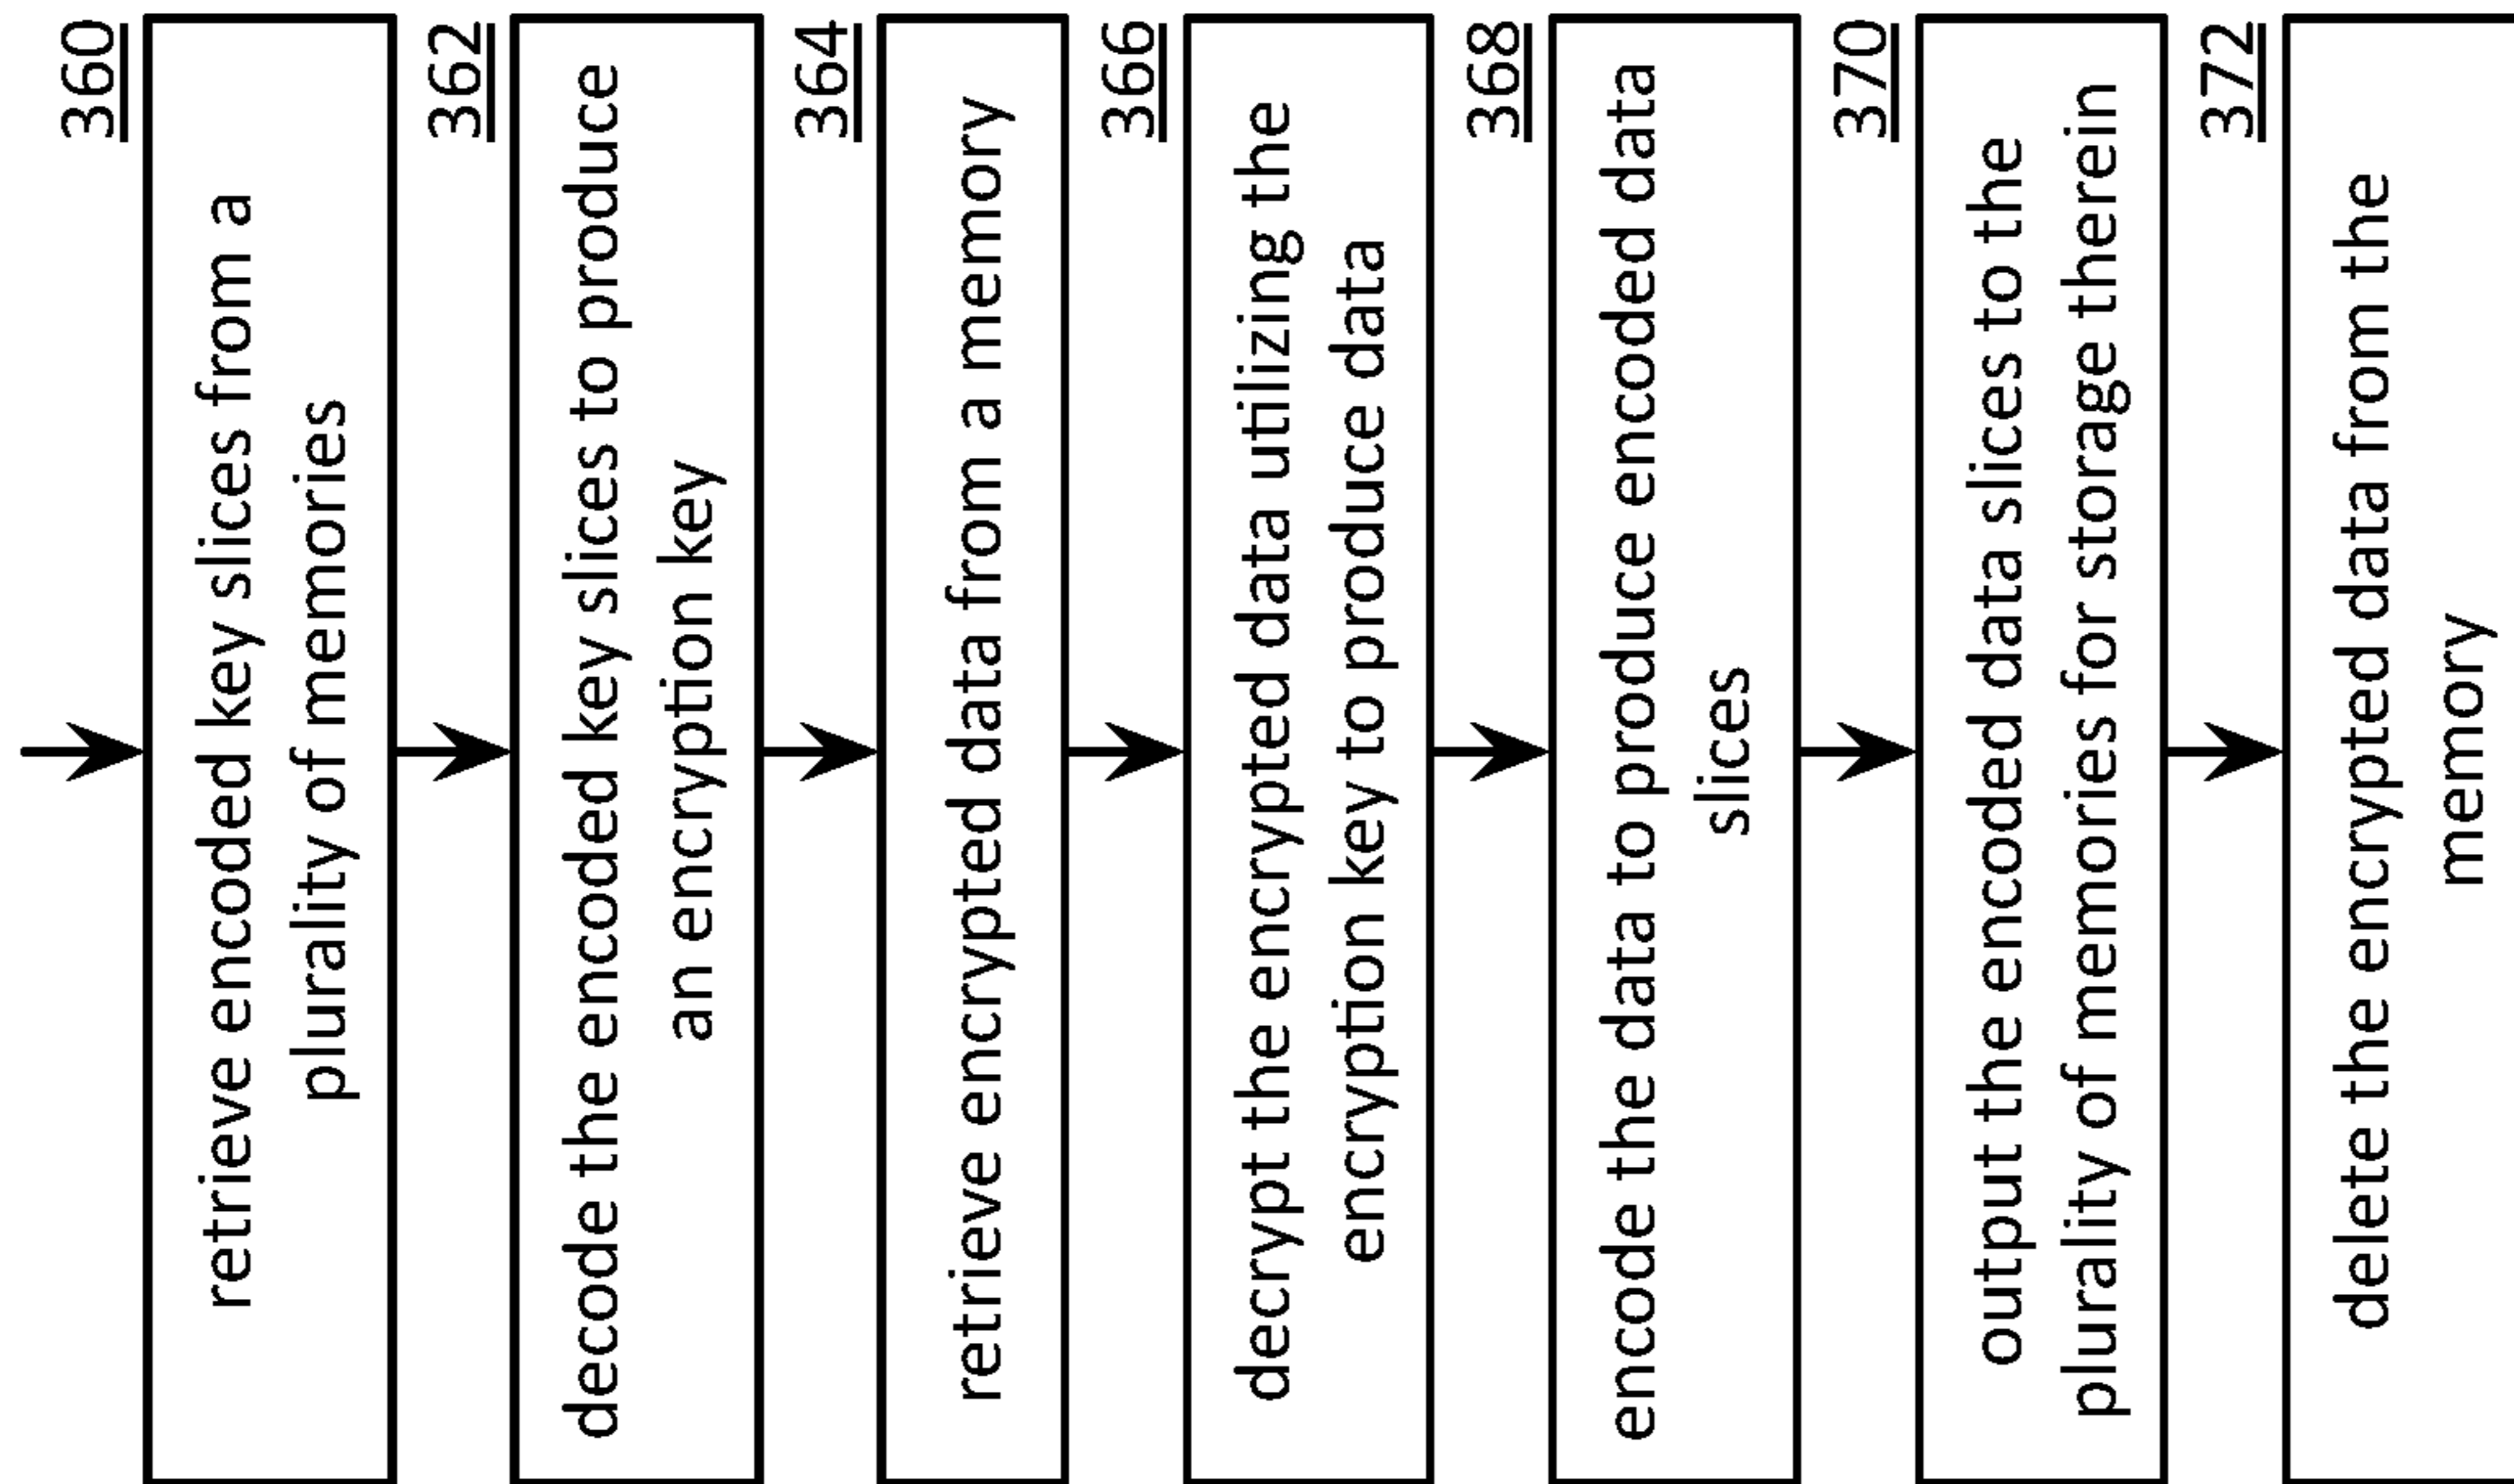 360
retrieve encoded key slices from a
plurality of memories
362
decode the encoded key slices to produce
an encryption key
364
retrieve encrypted data from a memory
366
decrypt the encrypted data utilizing the
encryption key to produce data
368
encode the data to produce encoded data
slices
370
output the encoded data slices to the
plurality of memories for storage therein
372
delete the encrypted data from the
memory